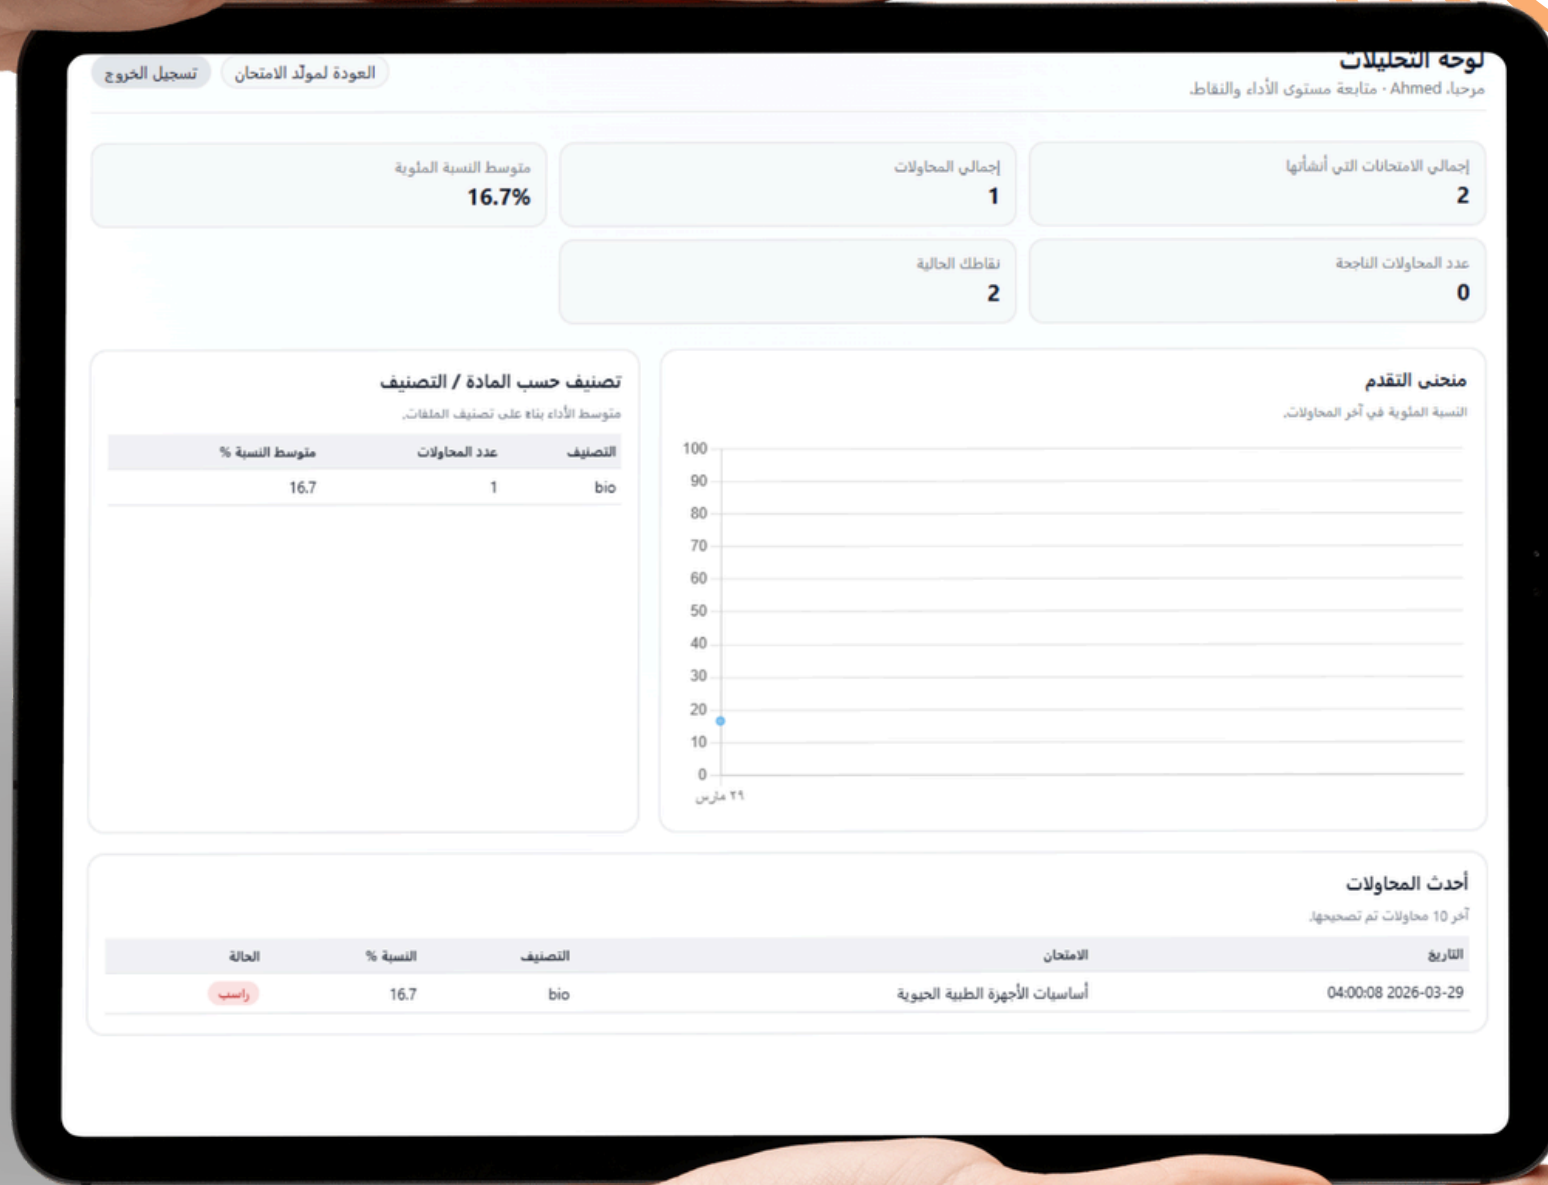 لوحة التحليلات
مرحبا، Ahmed · متابعة مستوى الأداء والنقاط.
العودة لمولّد الامتحان
تسجيل الخروج
إجمالي الامتحانات التي أنشأتها
2
إجمالي المحاولات
1
متوسط النسبة المئوية
16.7%
عدد المحاولات الناجحة
0
نقاطك الحالية
2
منحنى التقدم
النسبة المئوية في آخر المحاولات.
100
90
80
70
60
50
40
30
20
10
0
٢٩ مارس
تصنيف حسب المادة / التصنيف
متوسط الأداء بناء على تصنيف الملفات.
التصنيف عدد المحاولات متوسط النسبة %
bio 1 16.7
أحدث المحاولات
آخر 10 محاولات تم تصحيحها.
التاريخ الامتحان التصنيف النسبة % الحالة
04:00:08 2026-03-29 أساسيات الأجهزة الطبية الحيوية bio 16.7 راسب